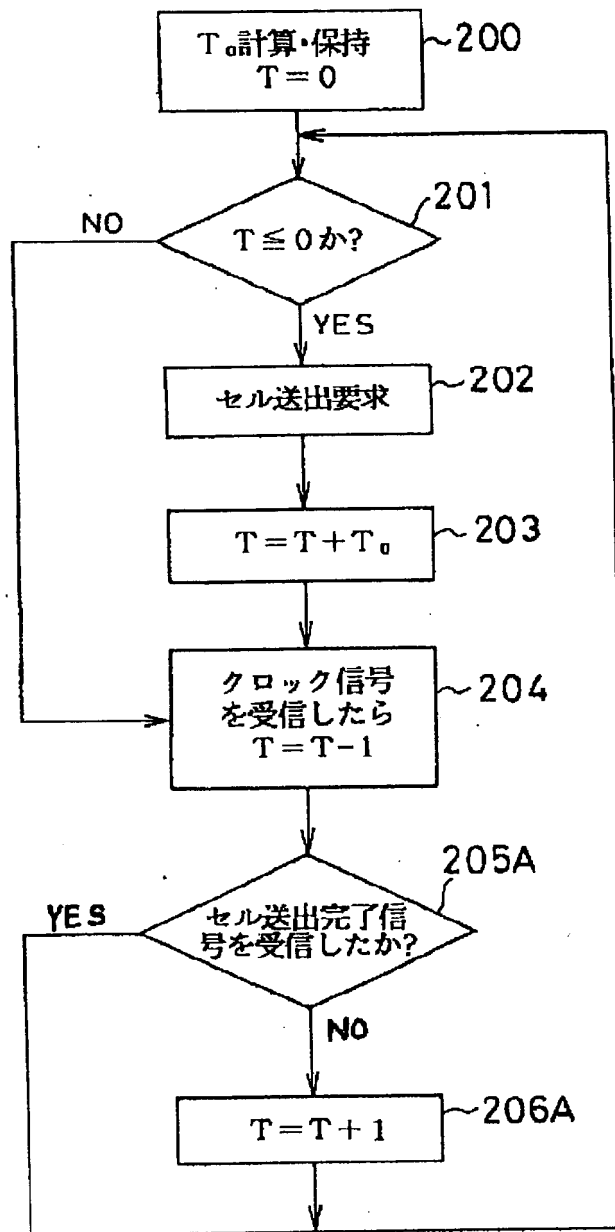 Ta計算・保持
T=0
200
T≦0か?
201
NO
YES
セル送出要求
202
T=T+Ta
203
クロック信号
を受信したら
T=T-1
204
205A
セル送出完了信
号を受信したか?
YES
NO
T=T+1
206A